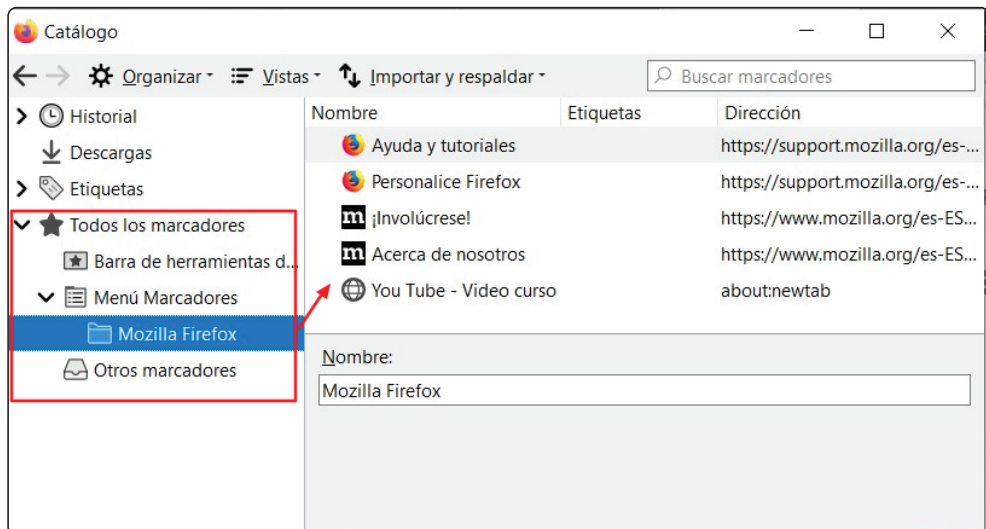 Catálogo
Organizar Vistas Importar y respaldar Buscar marcadores
Historial
Descargas
Etiquetas
Todos los marcadores
Barra de herramientas d...
Menú Marcadores
Mozilla Firefox
Otros marcadores
Nombre Etiquetas Dirección
Ayuda y tutoriales https://support.mozilla.org/es-...
Personalice Firefox https://support.mozilla.org/es-...
m ¡Involúcrese! https://www.mozilla.org/es-ES...
m Acerca de nosotros https://www.mozilla.org/es-ES...
You Tube - Video curso about:newtab
Nombre:
Mozilla Firefox